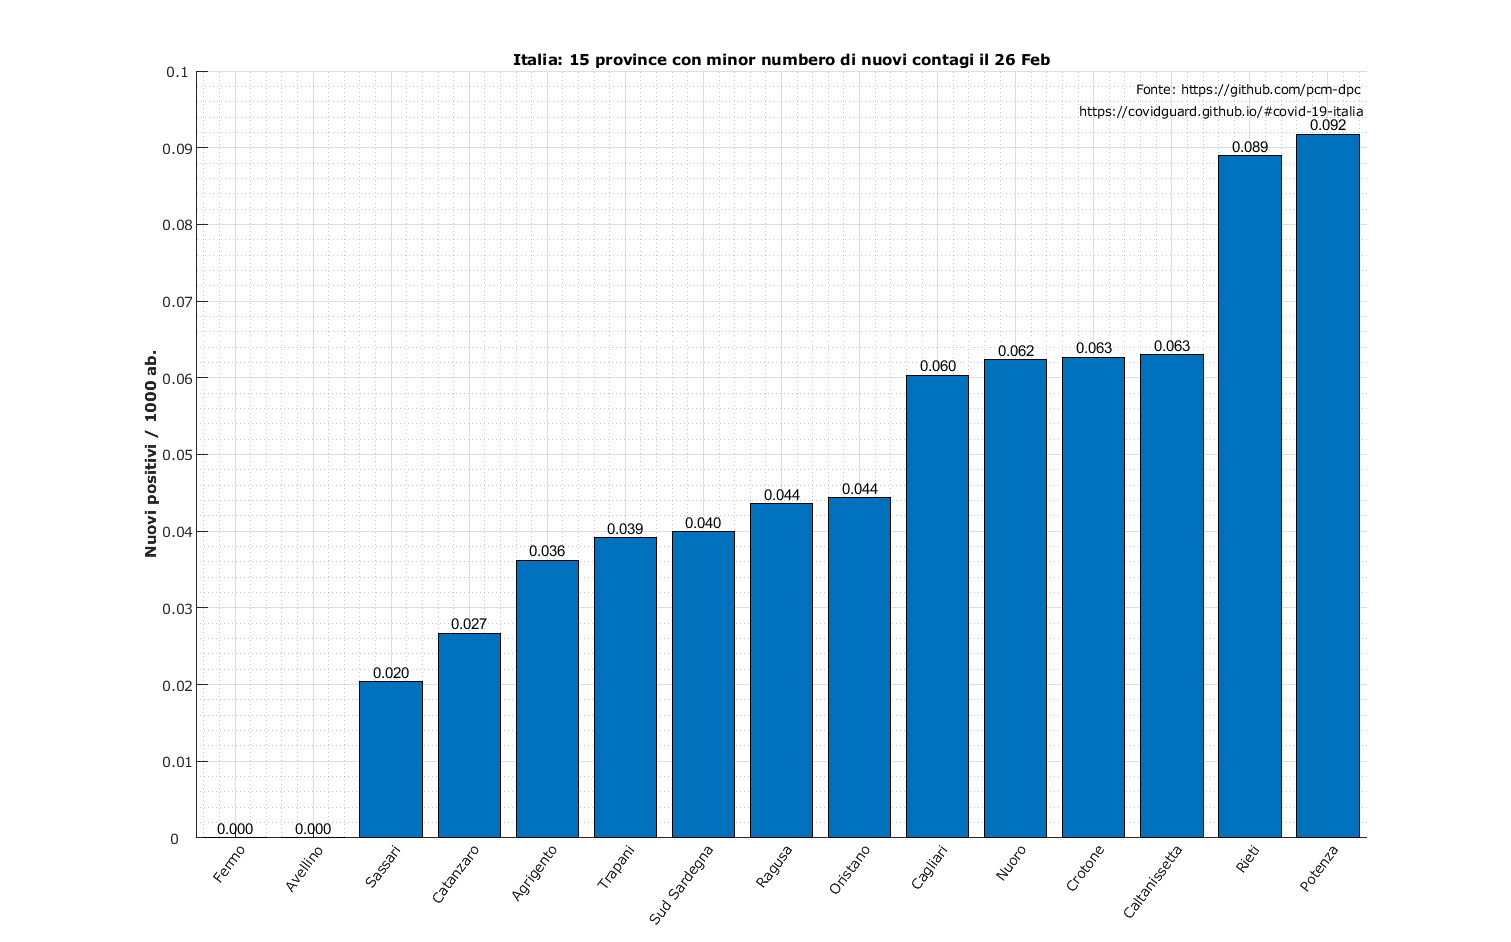 Italia: 15 province con minor numbero di nuovi contagi il 26 Feb
Fonte: https://github.com/pcm-dpc
https://covidguard.github.io/#covid-19-italia
Nuovi positivi / 1000 ab.
0.1
0.09
0.08
0.07
0.06
0.05
0.04
0.03
0.02
0.01
0
0.000
0.000
0.020
0.027
0.036
0.039
0.040
0.044
0.044
0.060
0.062
0.063
0.063
0.089
0.092
Fermo
Avellino
Sassari
Catanzaro
Agrigento
Trapani
Sud Sardegna
Ragusa
Oristano
Cagliari
Nuoro
Crotone
Caltanissetta
Rieti
Potenza